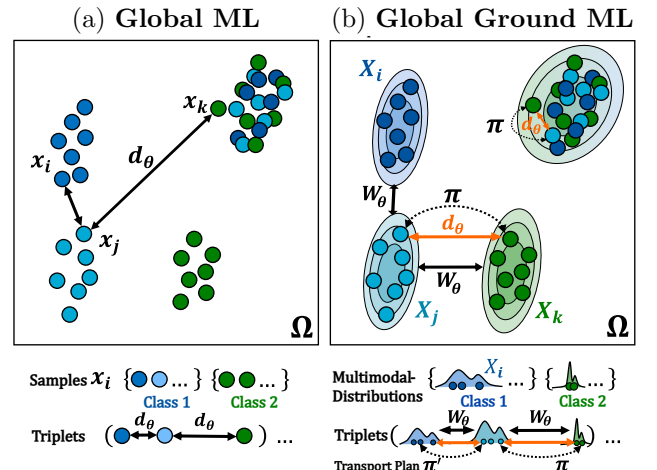 (a) Global ML
x_k
x_i
d_θ
x_j
Ω
Samples x_i { ... } { ... }
Class 1 Class 2
d_θ d_θ
Triplets ( ) ...
(b) Global Ground ML
X_i
π
d_θ
W_θ
π
d_θ
W_θ
X_j
X_k
Ω
X_i
Multimodal-
Distributions { ... } { ... }
Class 1 Class 2
W_θ W_θ
Triplets ( ) ...
Transport Plan π' π